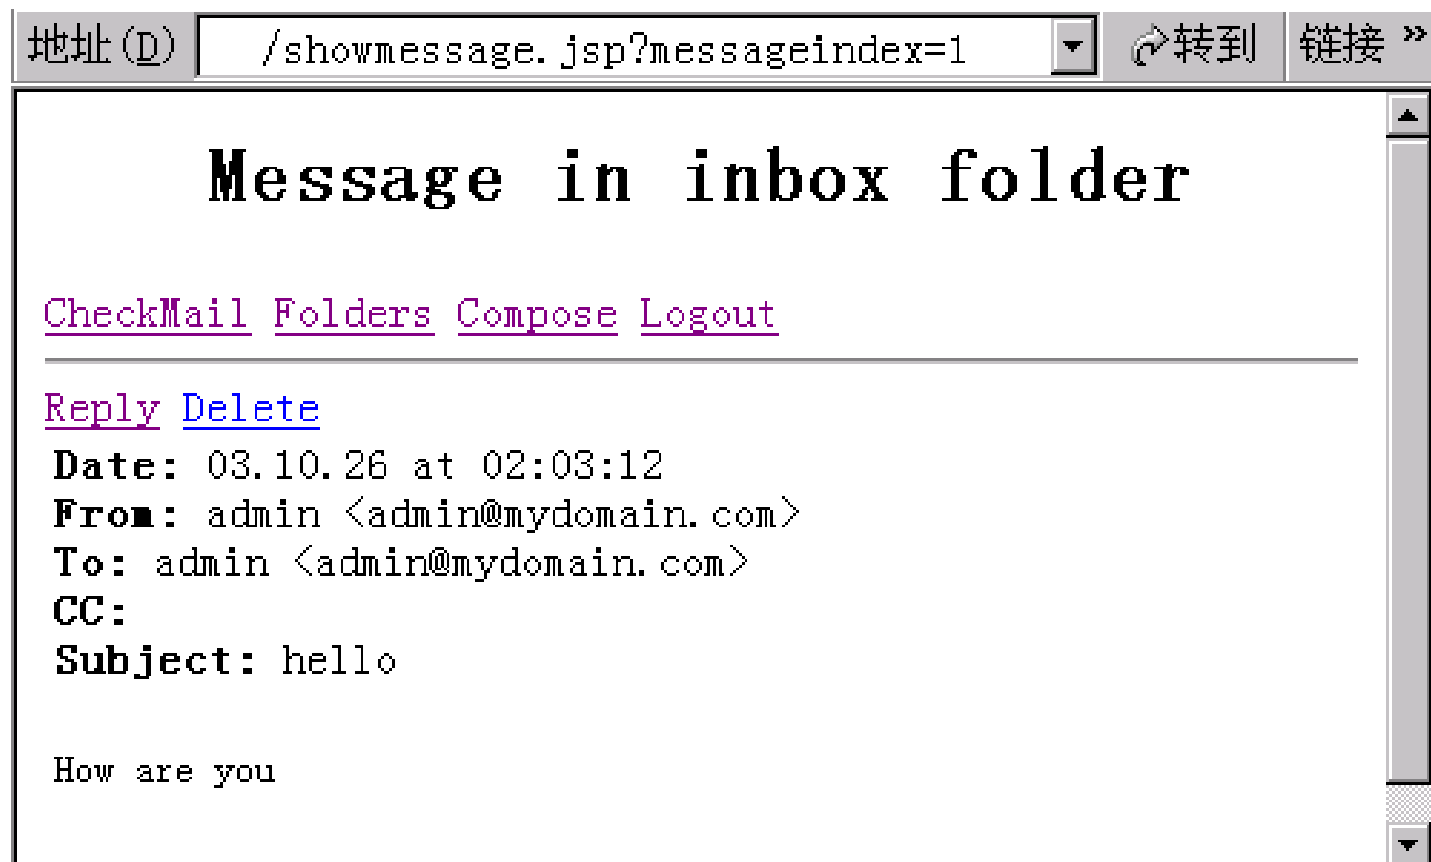 地址(D) /showmessage.jsp?messageindex=1 转到 链接 »
Message in inbox folder
CheckMail Folders Compose Logout
Reply Delete
Date: 03.10.26 at 02:03:12
From: admin <admin@mydomain.com>
To: admin <admin@mydomain.com>
CC:
Subject: hello
How are you